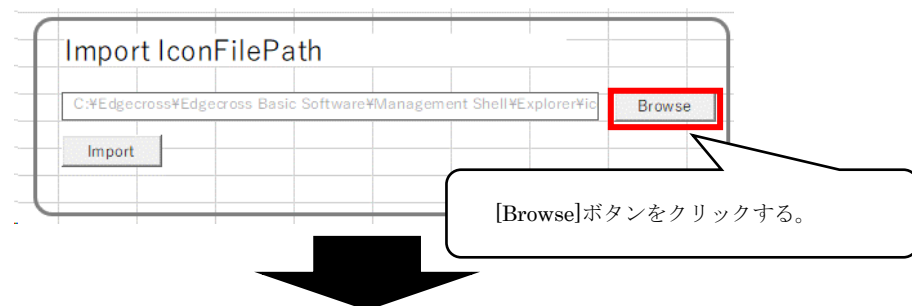 Import IconFilePath
C:¥Edgecross¥Edgecross Basic Software¥Management Shell¥Explorer¥ic
Browse
Import
[Browse]ボタンをクリックする。